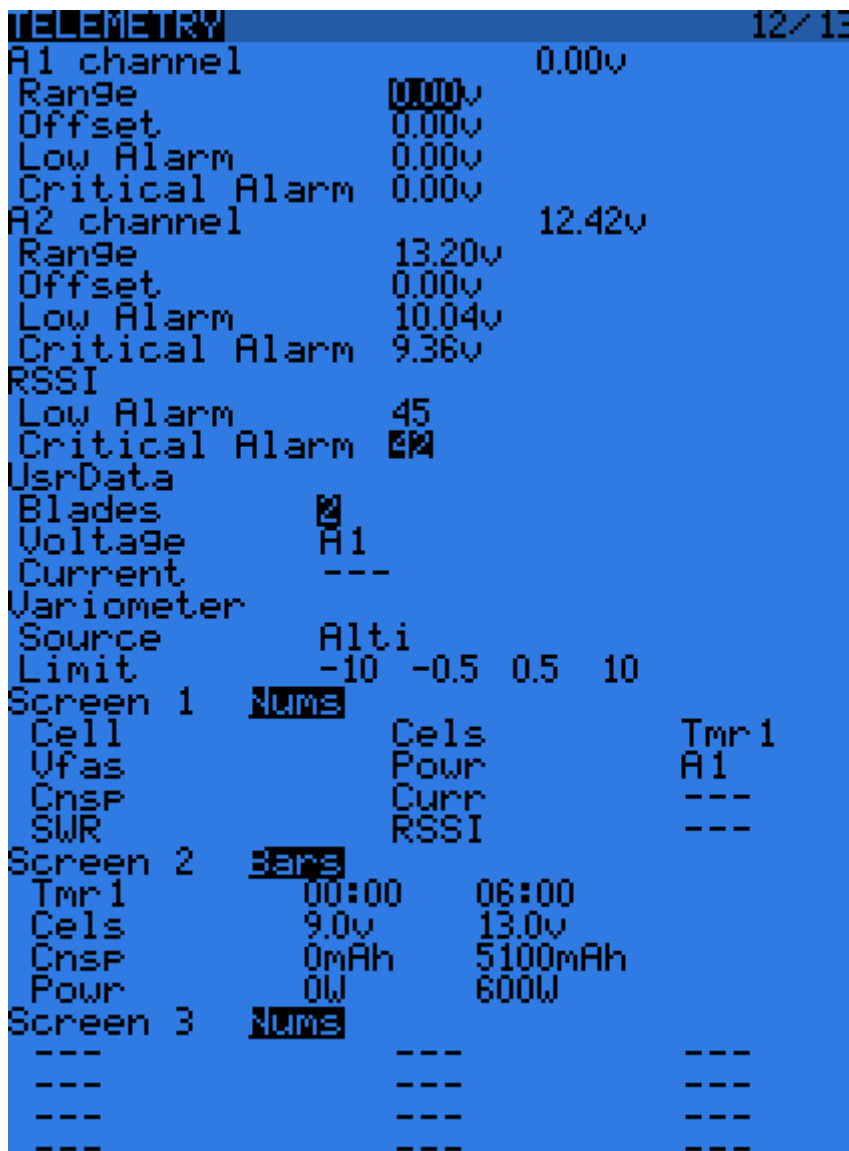 TELEMETRY 12/13
A1 channel 0.00v
Range 0.00v
Offset 0.00v
Low Alarm 0.00v
Critical Alarm 0.00v
A2 channel 12.42v
Range 13.20v
Offset 0.00v
Low Alarm 10.04v
Critical Alarm 9.36v
RSSI
Low Alarm 45
Critical Alarm 42
UsrData
Blades 2
Voltage A1
Current ---
Variometer
Source Alti
Limit -10 -0.5 0.5 10
Screen 1 Nums
Cell Cels Tmr1
Vfas Powr A1
Cnsp Curr ---
SWR RSSI ---
Screen 2 Bars
Tmr1 00:00 06:00
Cels 9.0v 13.0v
Cnsp 0mAh 5100mAh
Powr 0W 600W
Screen 3 Nums
--- --- ---
--- --- ---
--- --- ---
--- --- ---